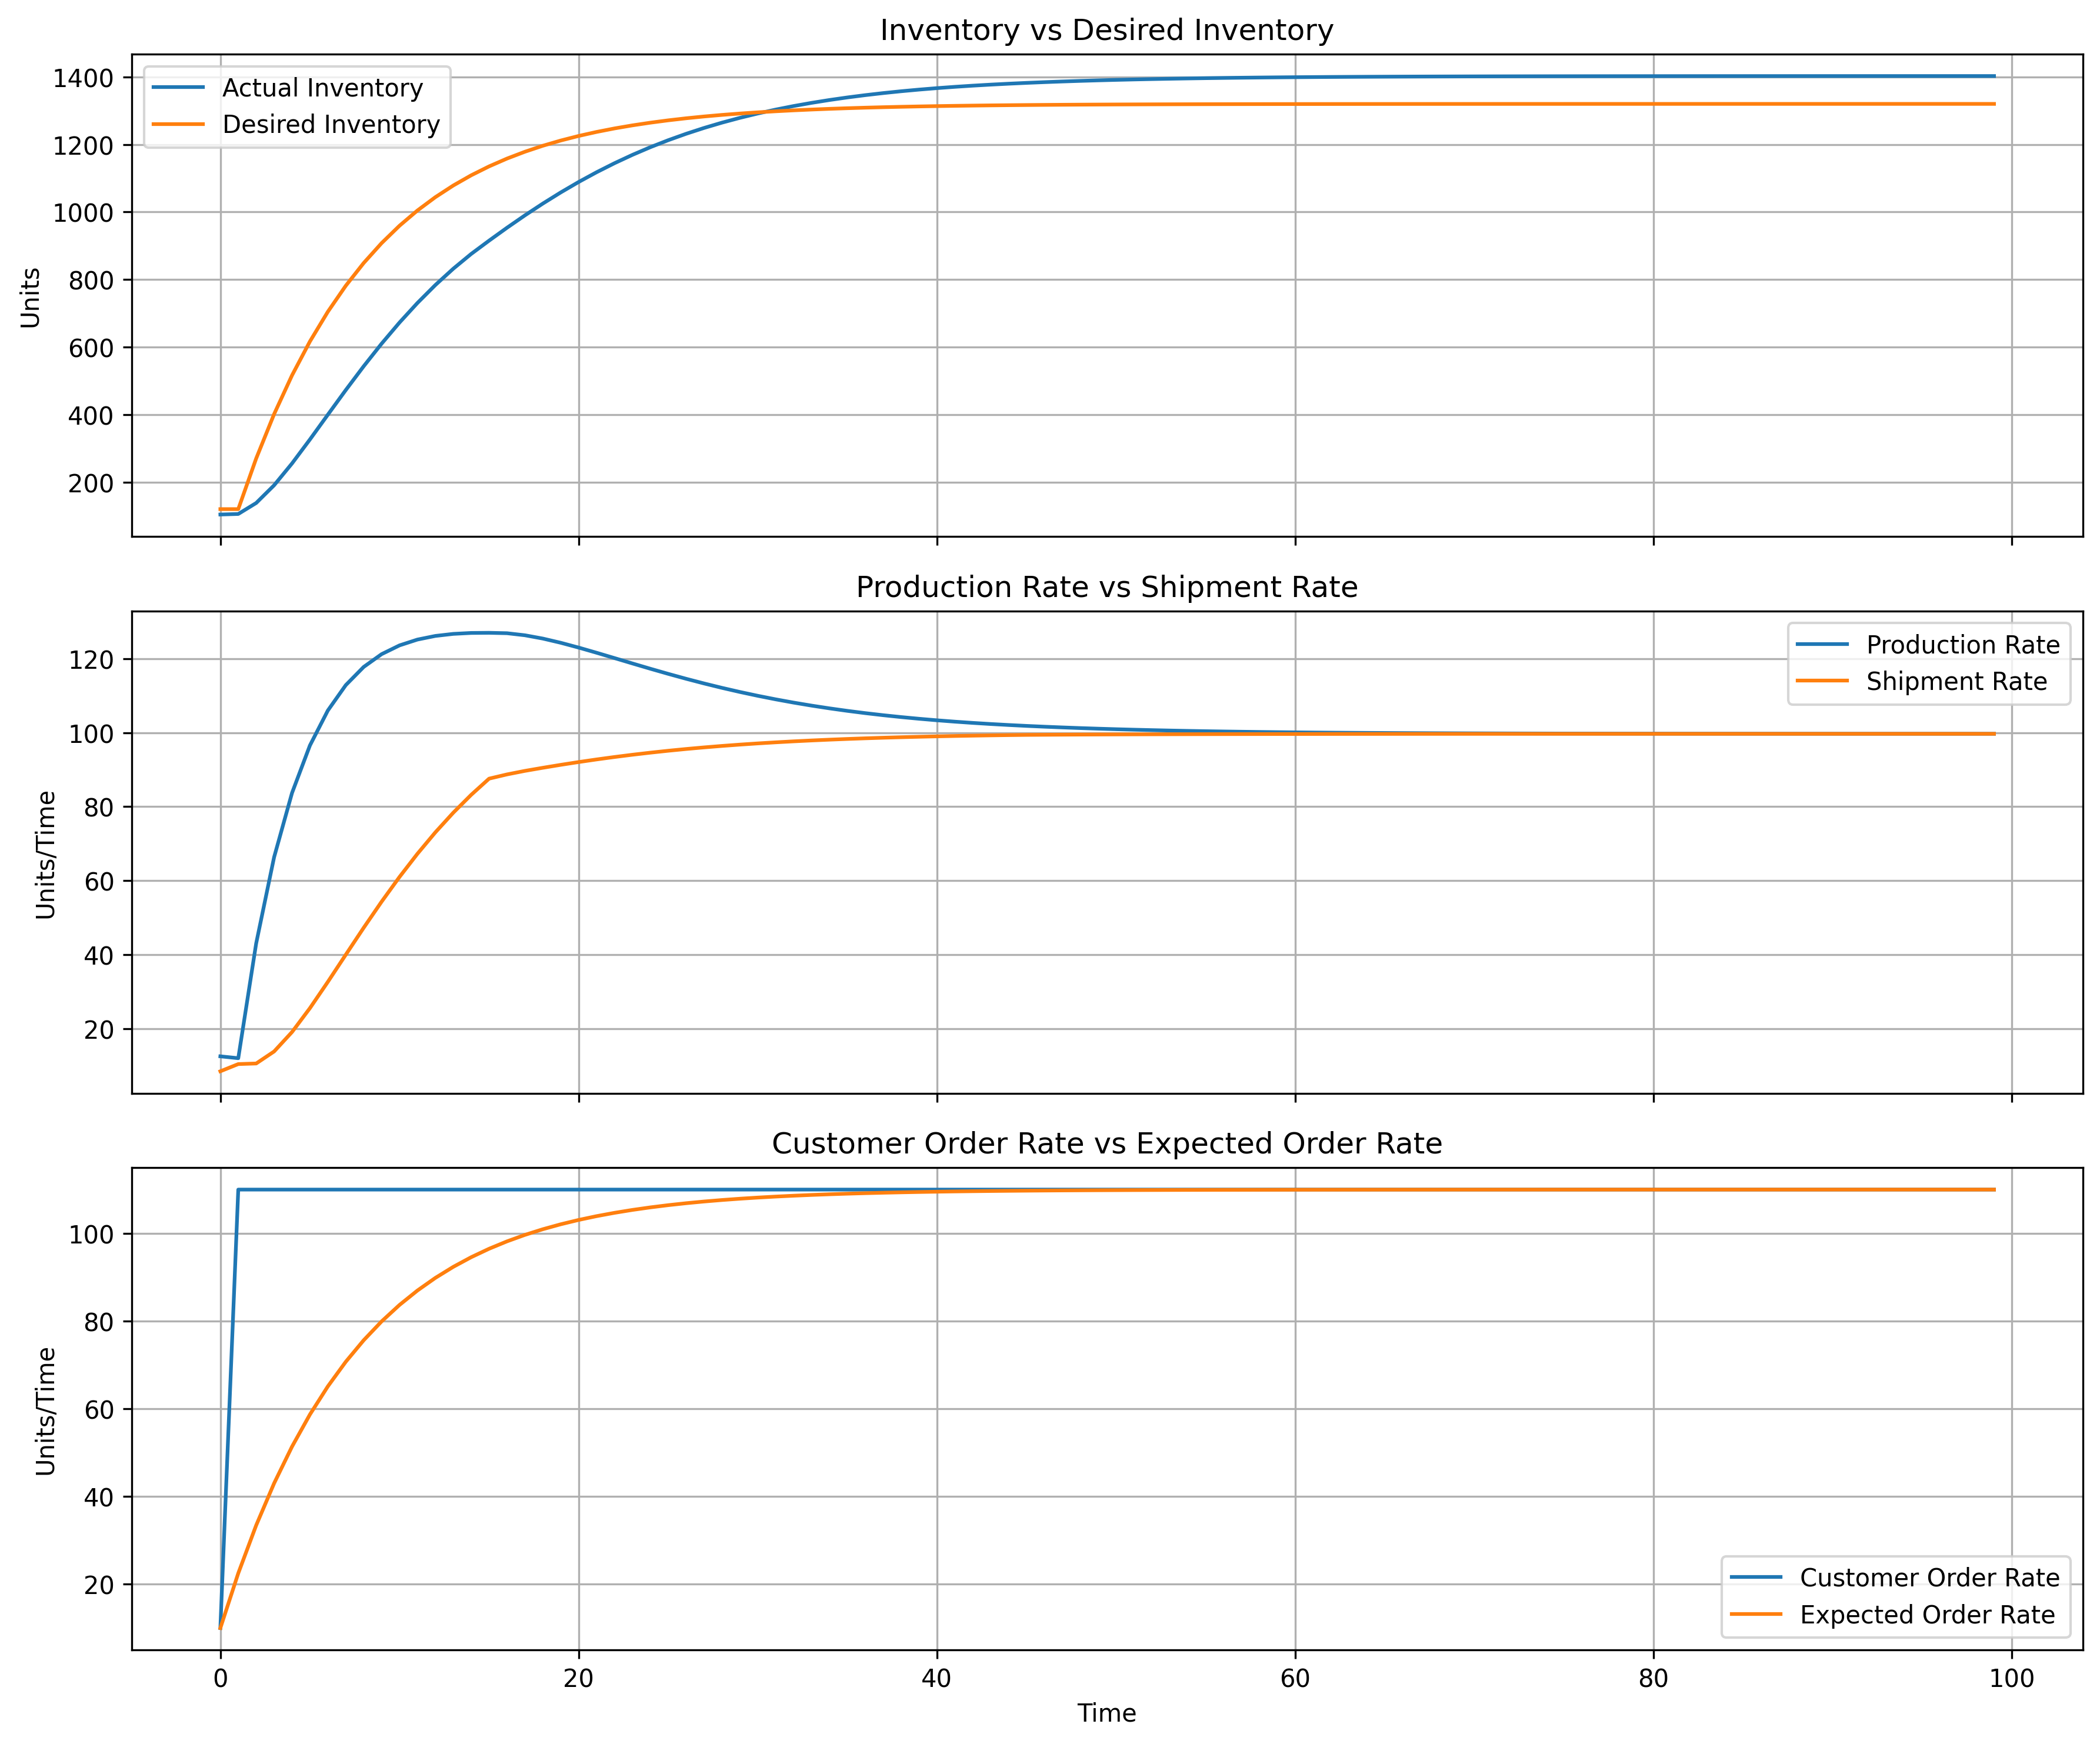 Inventory vs Desired Inventory
Actual Inventory
Desired Inventory
1400
1200
1000
800
600
400
200
Units
Production Rate vs Shipment Rate
Production Rate
Shipment Rate
120
100
80
60
40
20
Units/Time
Customer Order Rate vs Expected Order Rate
100
80
60
40
20
Units/Time
Customer Order Rate
Expected Order Rate
0 20 40 60 80 100
Time